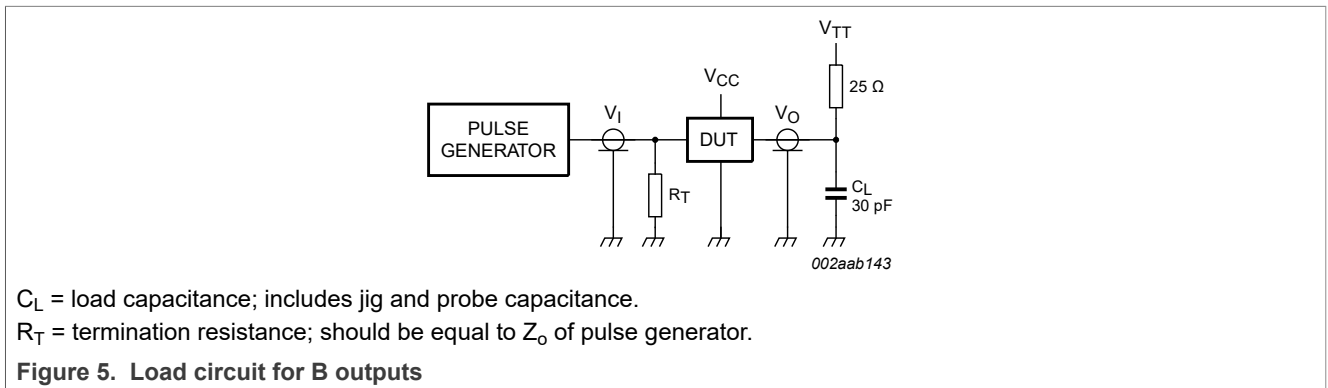 V_TT
25 Ω
V_CC
V_I
V_O
PULSE
GENERATOR
DUT
R_T
C_L
30 pF
002aab143
C_L = load capacitance; includes jig and probe capacitance.
R_T = termination resistance; should be equal to Z_o of pulse generator.
Figure 5. Load circuit for B outputs